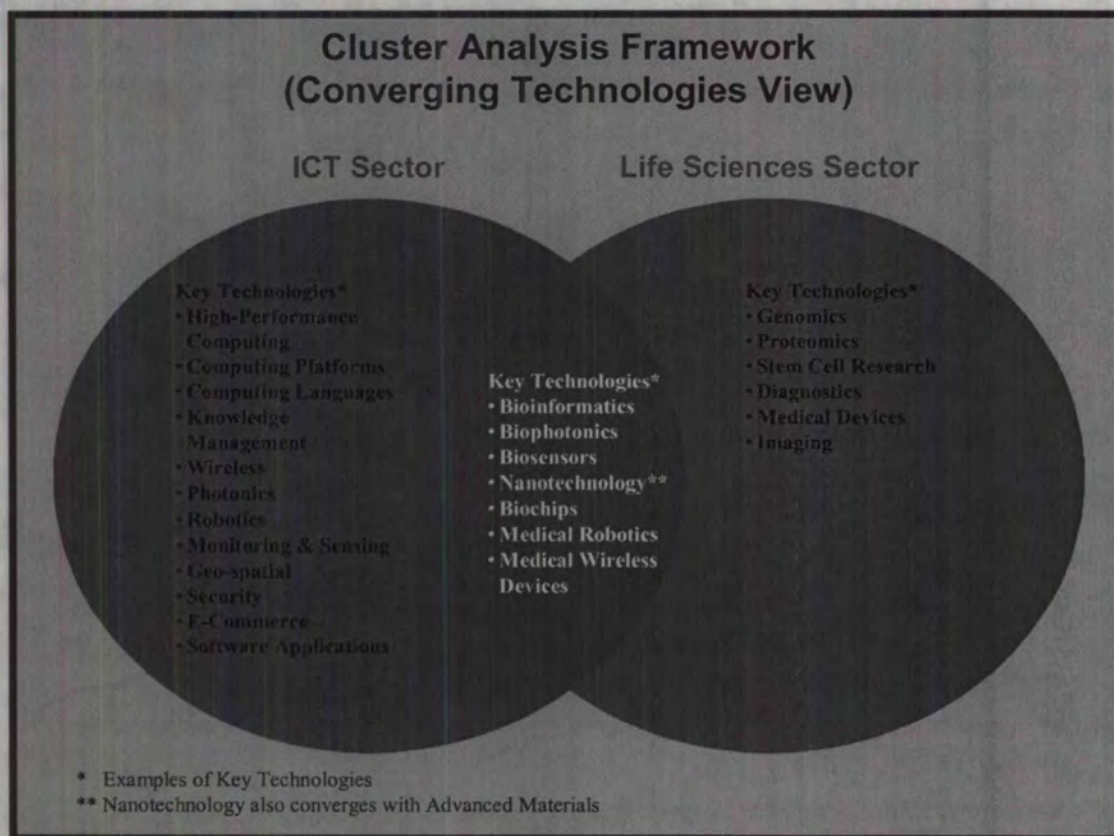 Cluster Analysis Framework
(Converging Technologies View)
ICT Sector
Life Sciences Sector
Key Technologies*
• High-Performance
Computing
• Computing Platforms
• Computing Languages
• Knowledge
Management
• Wireless
• Photonics
• Robotics
• Monitoring & Sensing
• Geo-spatial
• Security
• E-Commerce
• Software Applications
Key Technologies*
• Bioinformatics
• Biophotonics
• Biosensors
• Nanotechnology**
• Biochips
• Medical Robotics
• Medical Wireless
Devices
Key Technologies*
• Genomics
• Proteomics
• Stem Cell Research
• Diagnostics
• Medical Devices
• Imaging
* Examples of Key Technologies
** Nanotechnology also converges with Advanced Materials